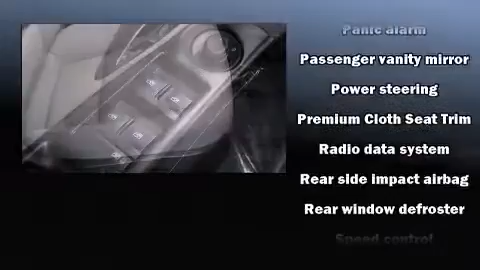 Panic alarm
Passenger vanity mirror
Power steering
Premium Cloth Seat Trim
Radio data system
Rear side impact airbag
Rear window defroster
Speed control